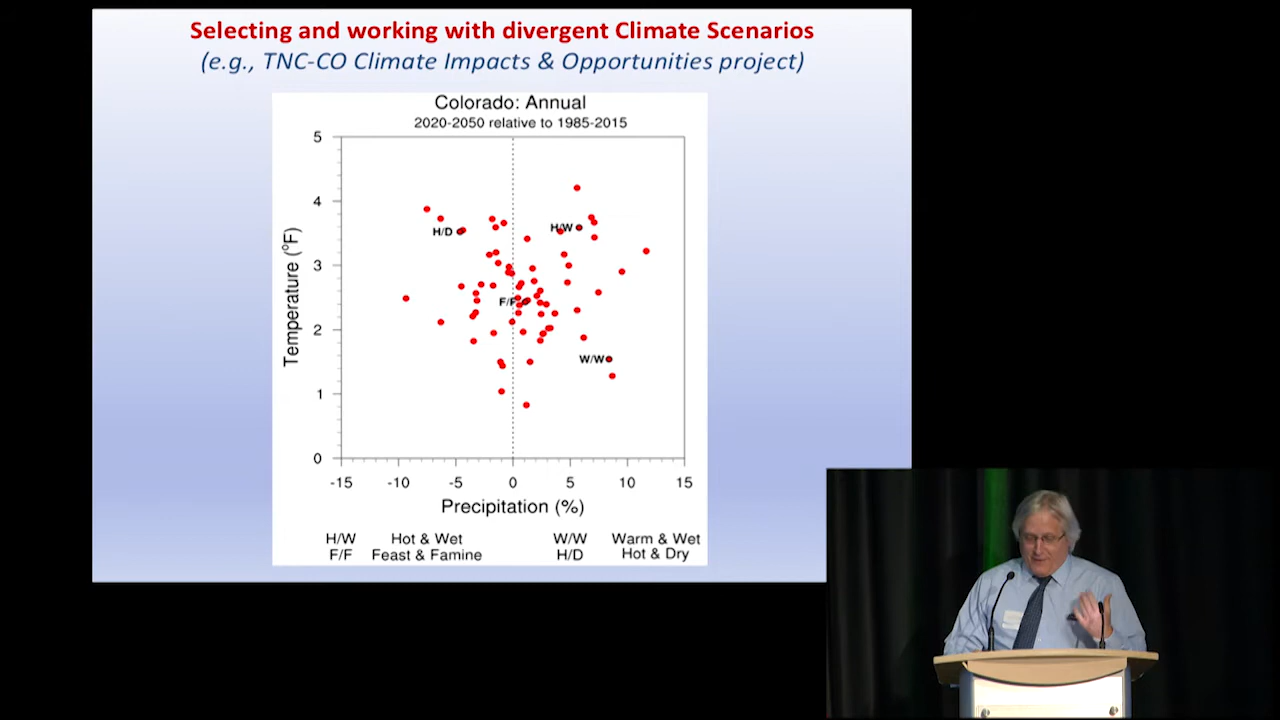 Selecting and working with divergent Climate Scenarios
(e.g., TNC-CO Climate Impacts & Opportunities project)
Colorado: Annual
2020-2050 relative to 1985-2015
5
4
3
2
1
0
Temperature (°F)
H/D
H/W
F/F
W/W
-15 -10 -5 0 5 10 15
Precipitation (%)
H/W Hot & Wet W/W Warm & Wet
F/F Feast & Famine H/D Hot & Dry